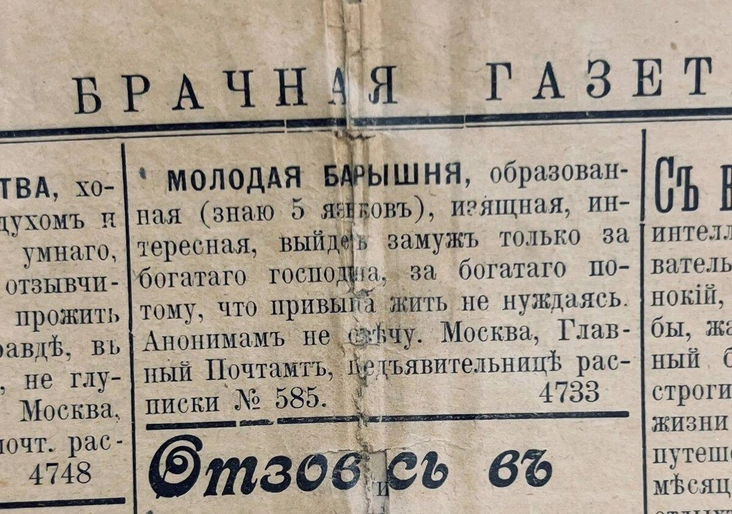 БРАЧНАЯ ГАЗЕТ
ТВА, хо-
духомъ и
умнаго,
отзывчи-
прожить
равдѣ, въ
, не глу-
Москва,
почт. рас-
4748
МОЛОДАЯ БАРЫШНЯ, образован-
ная (знаю 5 языковъ), изящная, ин-
тересная, выйдетъ замужъ только за
богатаго господина, за богатаго по-
тому, что привыкла жить не нуждаясь.
Анонимамъ не отвѣчу. Москва, Глав-
ный Почтамтъ, предъявительницѣ рас-
писки № 585. 4733
Отзовись въ
Съ в
интелл
ватель
нокій,
бы, жа
ный б
строги
жизни
путеше
мѣсяц